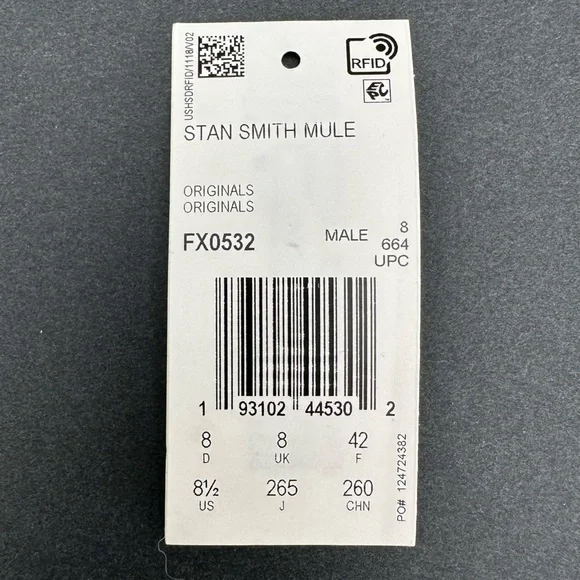 USHSDRFID/1118/V02
RFID
STAN SMITH MULE
ORIGINALS
ORIGINALS
FX0532
MALE
8
664
UPC
1 93102 44530 2
8 8 42
D UK F
8½ 265 260
US J CHN
PO# 124724382